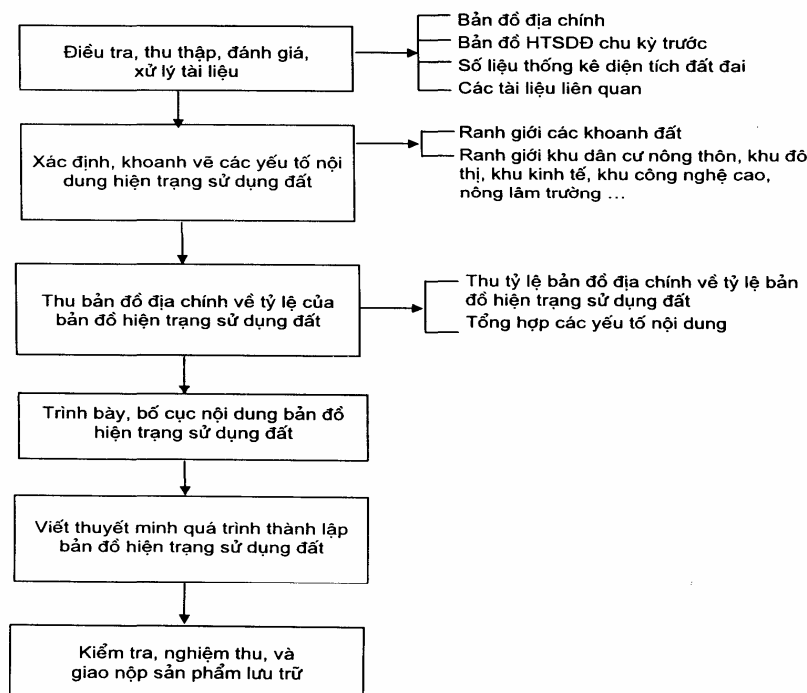 Điều tra, thu thập, đánh giá,
xử lý tài liệu
Bản đồ địa chính
Bản đồ HTSDĐ chu kỳ trước
Số liệu thống kê diện tích đất đai
Các tài liệu liên quan
Xác định, khoanh vẽ các yếu tố nội
dung hiện trạng sử dụng đất
Ranh giới các khoanh đất
Ranh giới khu dân cư nông thôn, khu đô
thị, khu kinh tế, khu công nghệ cao,
nông lâm trường ...
Thu bản đồ địa chính về tỷ lệ của
bản đồ hiện trạng sử dụng đất
Thu tỷ lệ bản đồ địa chính về tỷ lệ bản
đồ hiện trạng sử dụng đất
Tổng hợp các yếu tố nội dung
Trình bày, bố cục nội dung bản đồ
hiện trạng sử dụng đất
Viết thuyết minh quá trình thành lập
bản đồ hiện trạng sử dụng đất
Kiểm tra, nghiệm thu, và
giao nộp sản phẩm lưu trữ